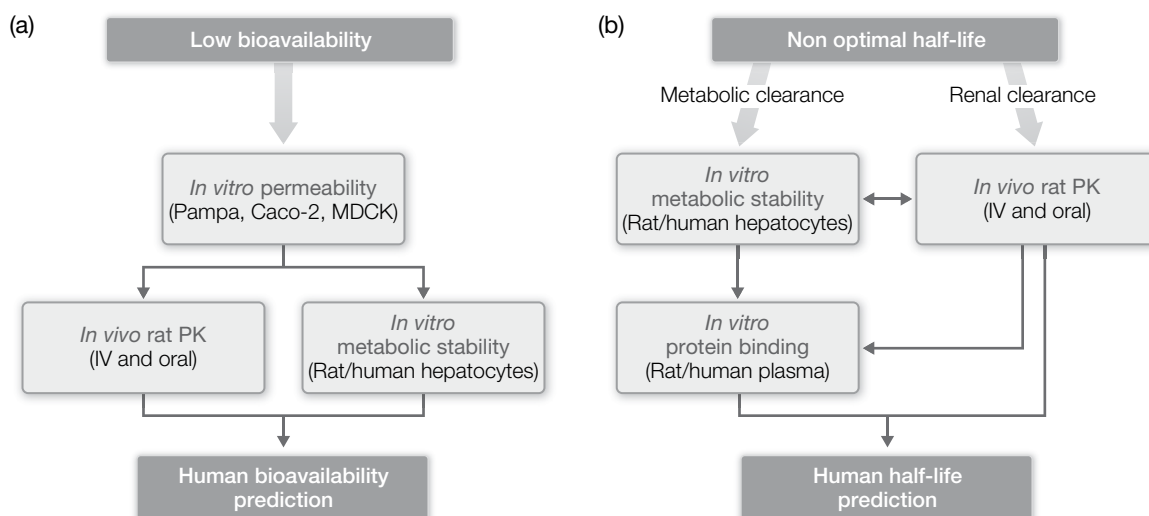 (a)
Low bioavailability
In vitro permeability
(Pampa, Caco-2, MDCK)
In vivo rat PK
(IV and oral)
In vitro
metabolic stability
(Rat/human hepatocytes)
Human bioavailability
prediction
(b)
Non optimal half-life
Metabolic clearance
Renal clearance
In vitro
metabolic stability
(Rat/human hepatocytes)
In vivo rat PK
(IV and oral)
In vitro
protein binding
(Rat/human plasma)
Human half-life
prediction